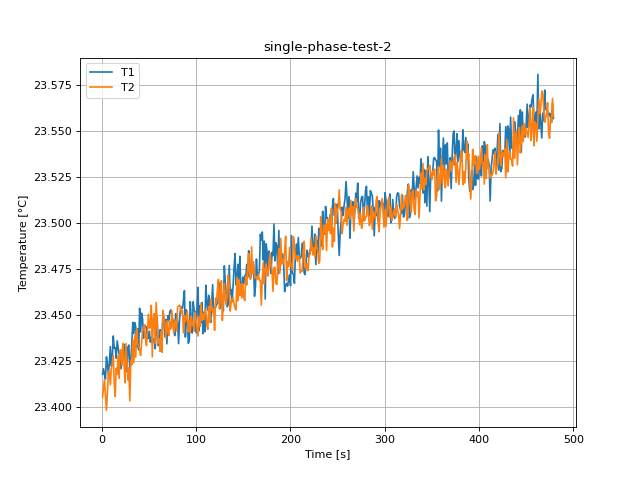 single-phase-test-2
T1
T2
Temperature [°C]
23.575
23.550
23.525
23.500
23.475
23.450
23.425
23.400
0 100 200 300 400 500
Time [s]